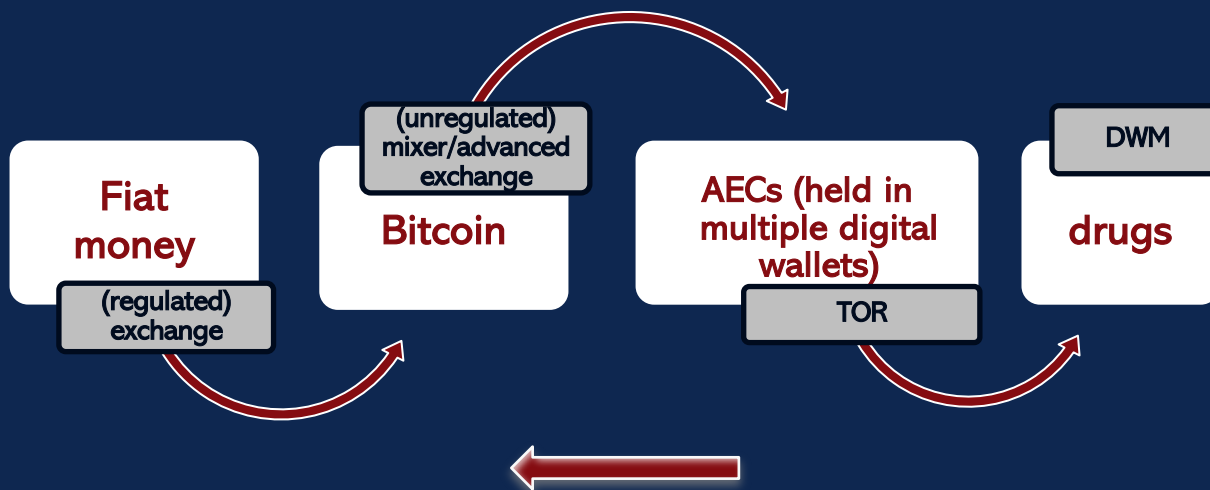 Fiat
money
(regulated)
exchange
(unregulated)
mixer/advanced
exchange
Bitcoin
AECs (held in
multiple digital
wallets)
TOR
DWM
drugs